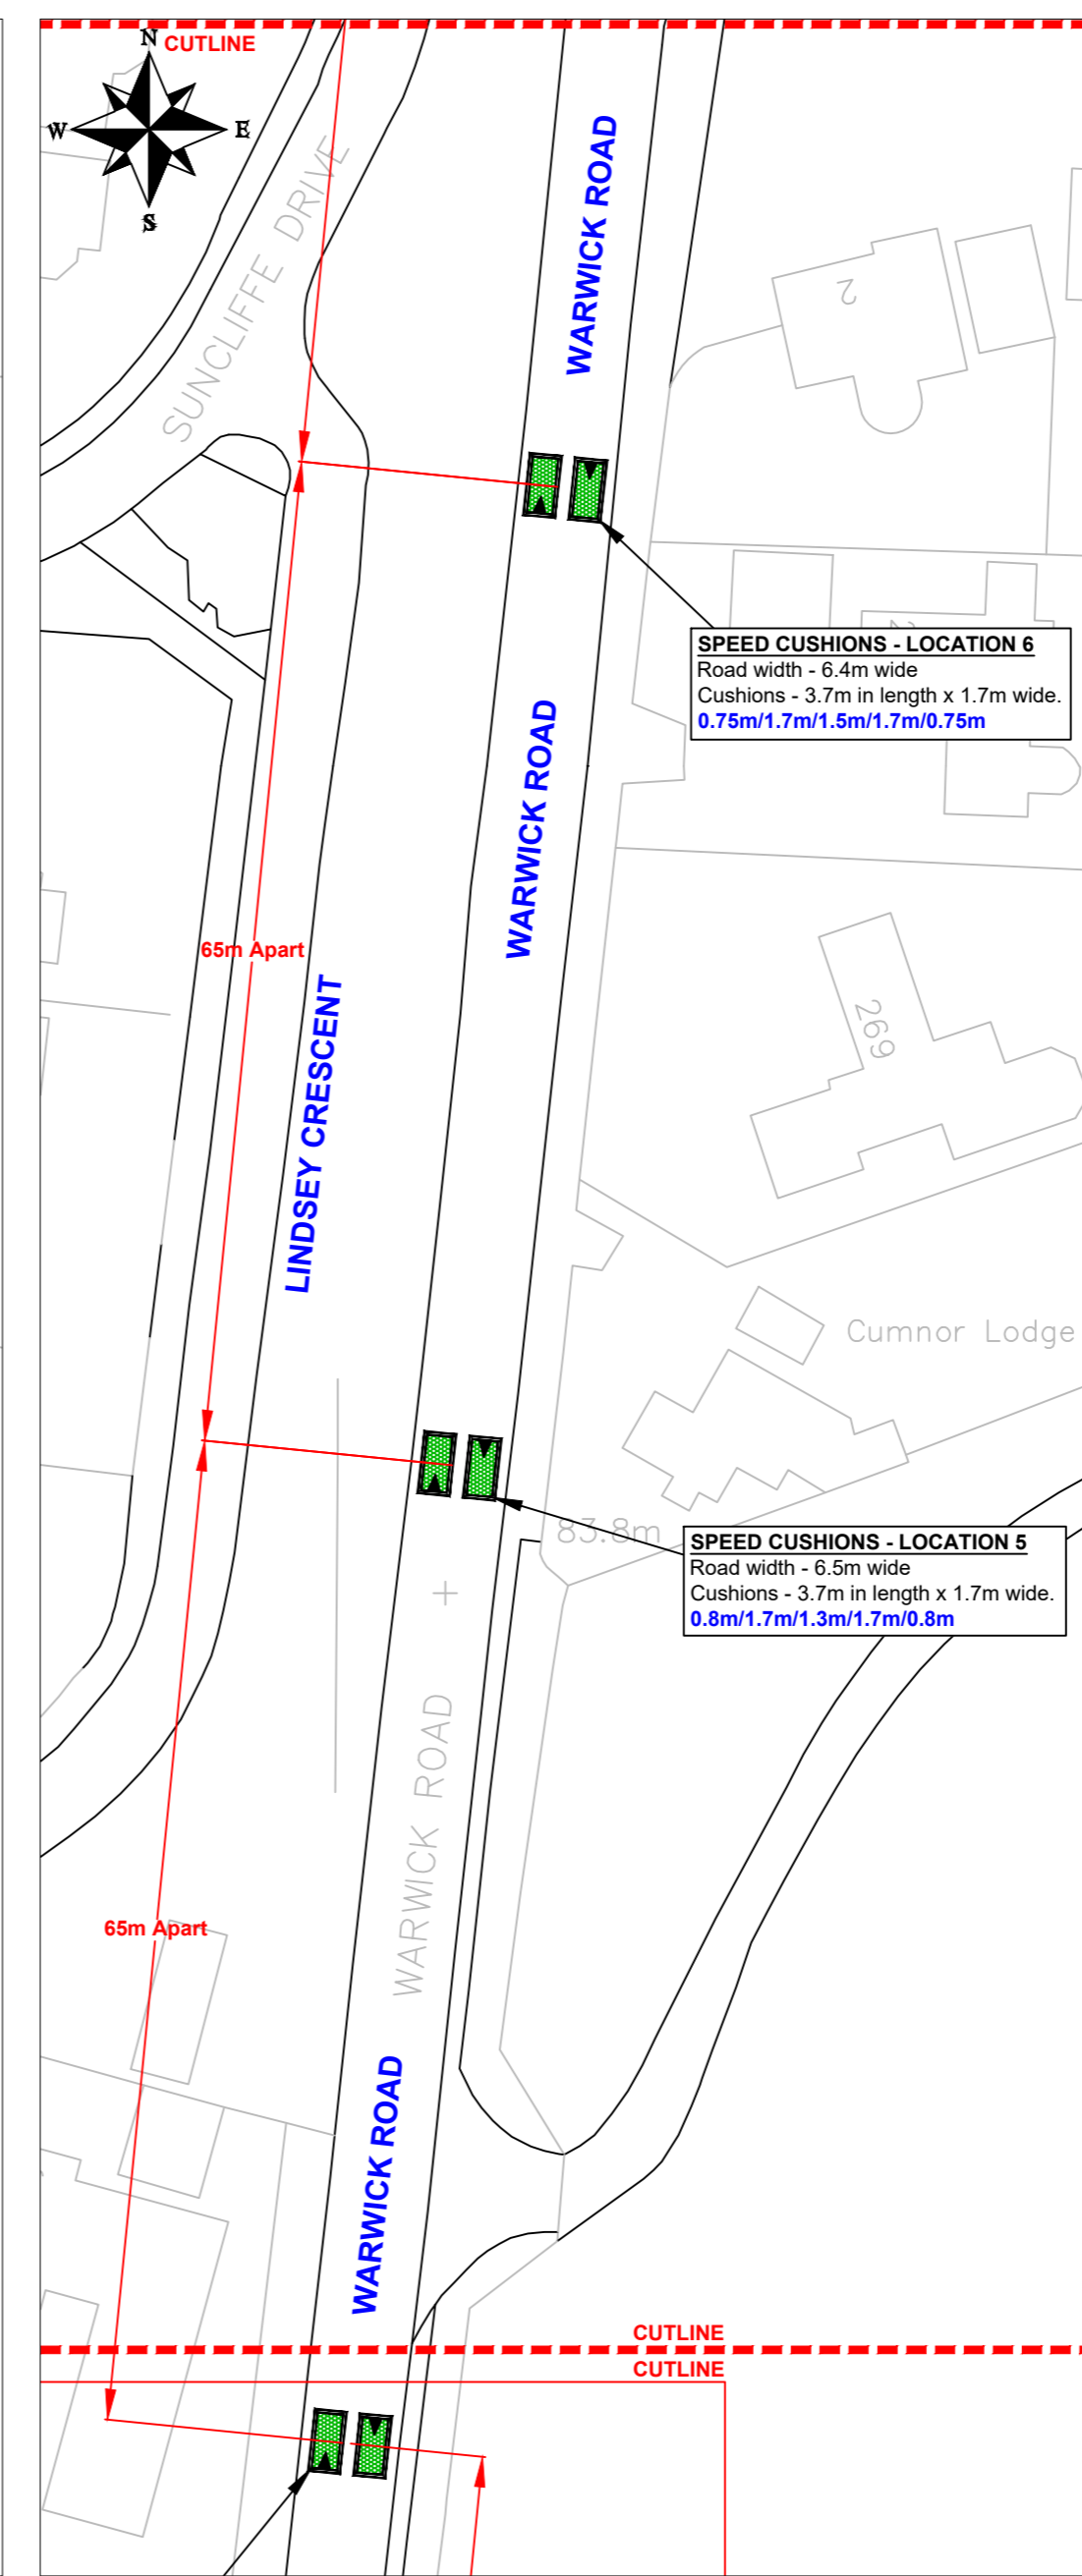 CUTLINE
N
W
E
S
SUNCLIFFE DRIVE
WARWICK ROAD
2
SPEED CUSHIONS - LOCATION 6
Road width - 6.4m wide
Cushions - 3.7m in length x 1.7m wide.
0.75m/1.7m/1.5m/1.7m/0.75m
WARWICK ROAD
65m Apart
LINDSEY CRESCENT
269
Cumnor Lodge
83.8m
SPEED CUSHIONS - LOCATION 5
Road width - 6.5m wide
Cushions - 3.7m in length x 1.7m wide.
0.8m/1.7m/1.3m/1.7m/0.8m
WARWICK ROAD
65m Apart
WARWICK ROAD
CUTLINE
CUTLINE